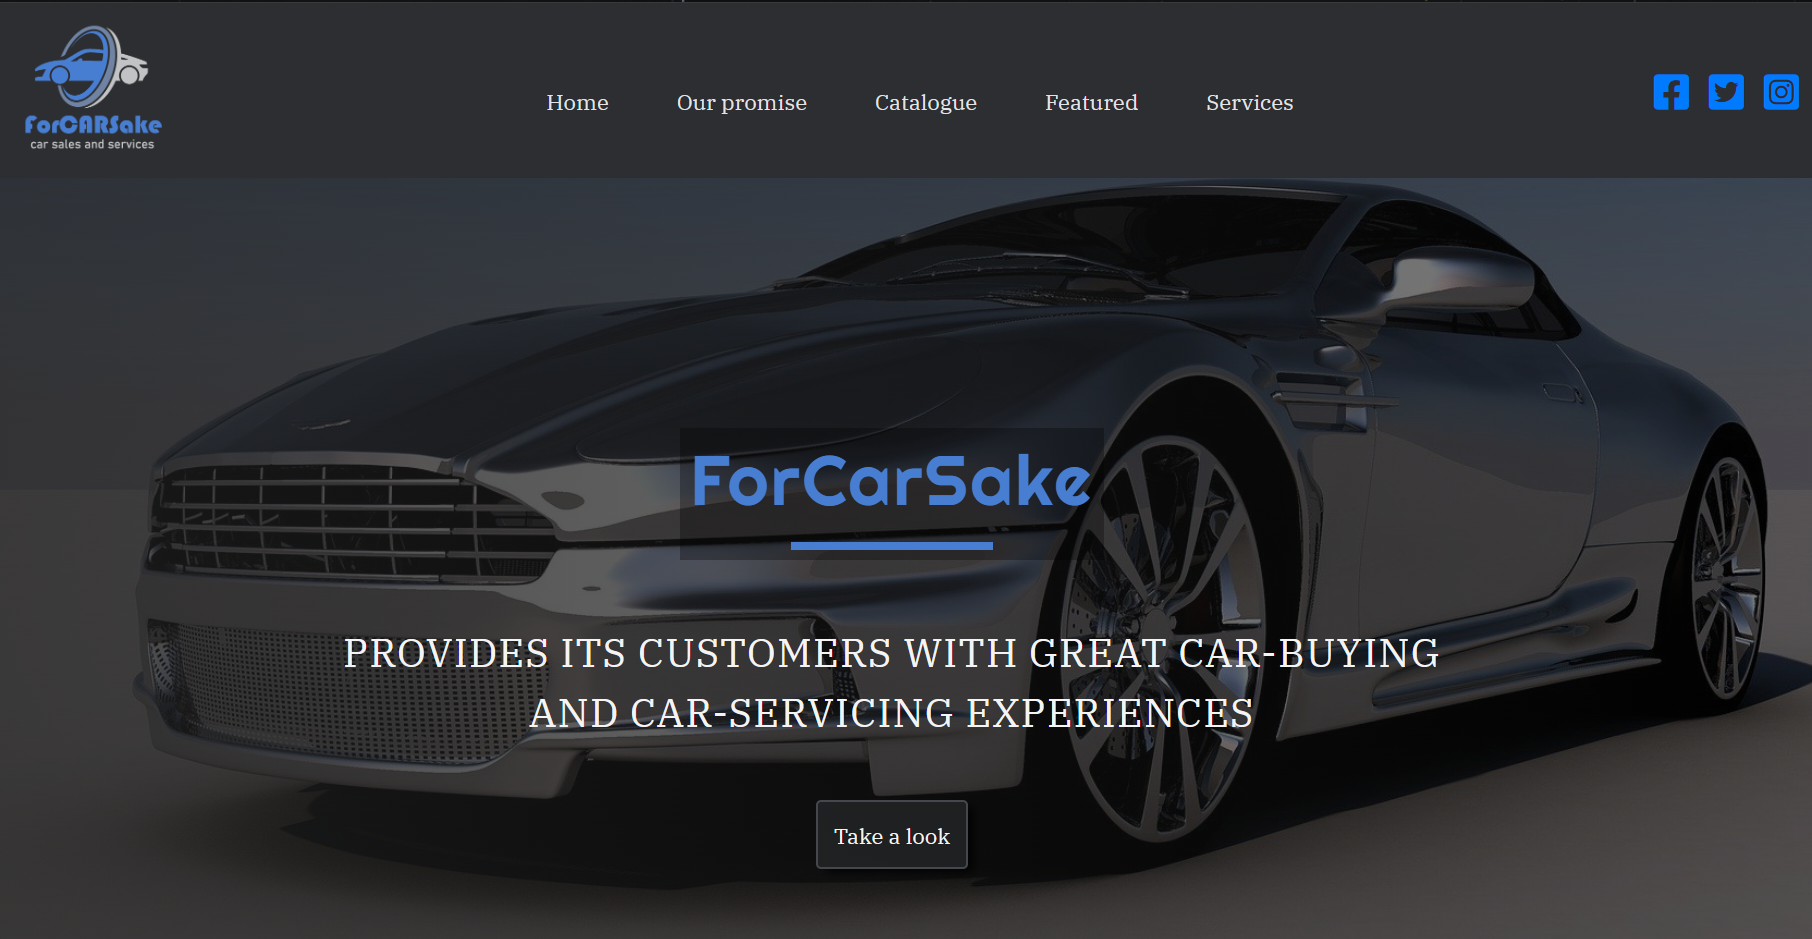 ForCARSake
car sales and services
Home
Our promise
Catalogue
Featured
Services
ForCarSake
PROVIDES ITS CUSTOMERS WITH GREAT CAR-BUYING
AND CAR-SERVICING EXPERIENCES
Take a look